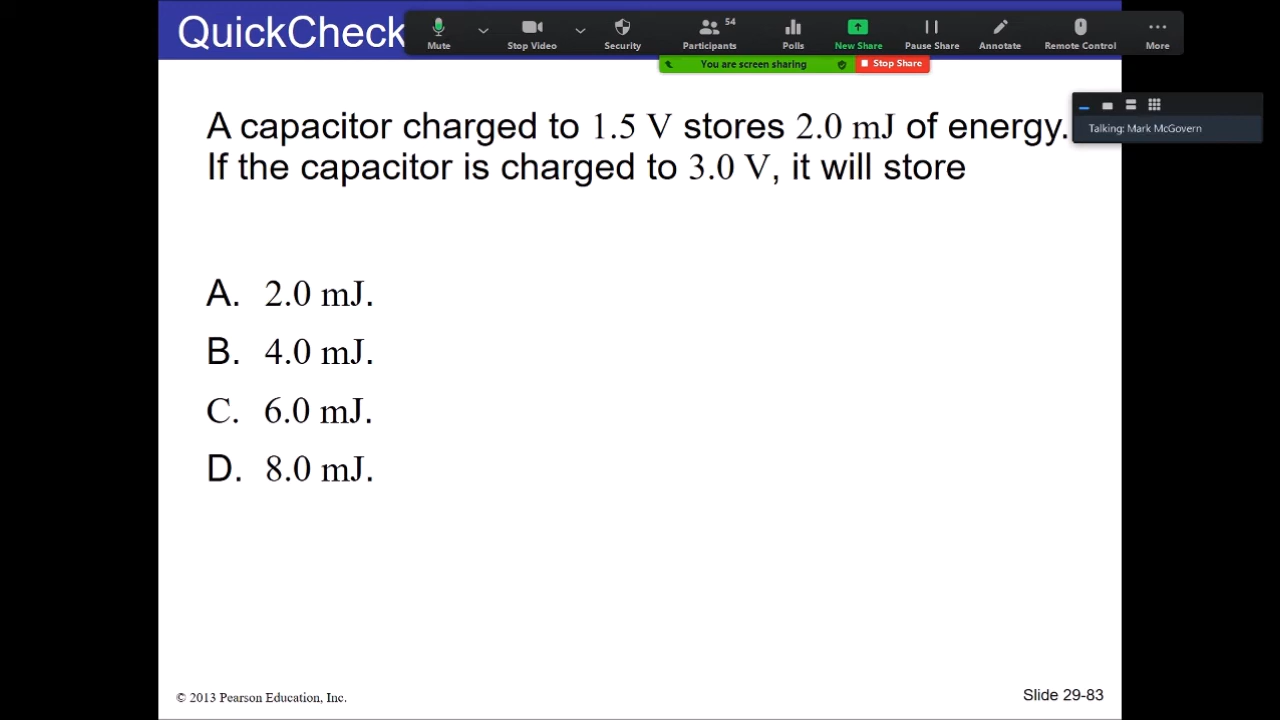 QuickCheck
Mute
Stop Video
Security
Participants
54
Polls
New Share
Pause Share
Annotate
Remote Control
More
You are screen sharing
Stop Share
Talking: Mark McGovern
A capacitor charged to 1.5 V stores 2.0 mJ of energy.
If the capacitor is charged to 3.0 V, it will store
A. 2.0 mJ.
B. 4.0 mJ.
C. 6.0 mJ.
D. 8.0 mJ.
© 2013 Pearson Education, Inc.
Slide 29-83